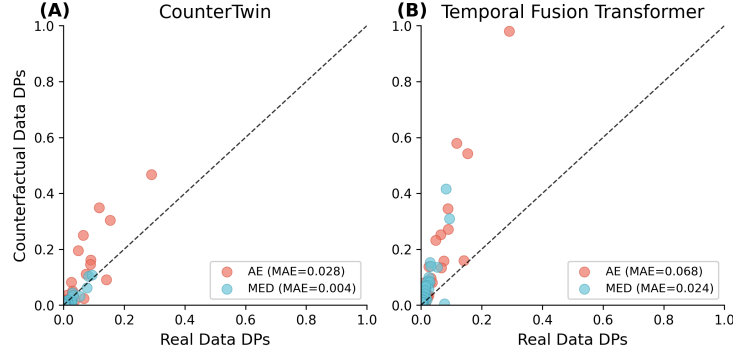 (A) CounterTwin
(B) Temporal Fusion Transformer
Counterfactual Data DPs
1.0
0.8
0.6
0.4
0.2
0.0
0.0 0.2 0.4 0.6 0.8 1.0
Real Data DPs
AE (MAE=0.028)
MED (MAE=0.004)
1.0
0.8
0.6
0.4
0.2
0.0
0.0 0.2 0.4 0.6 0.8 1.0
Real Data DPs
AE (MAE=0.068)
MED (MAE=0.024)